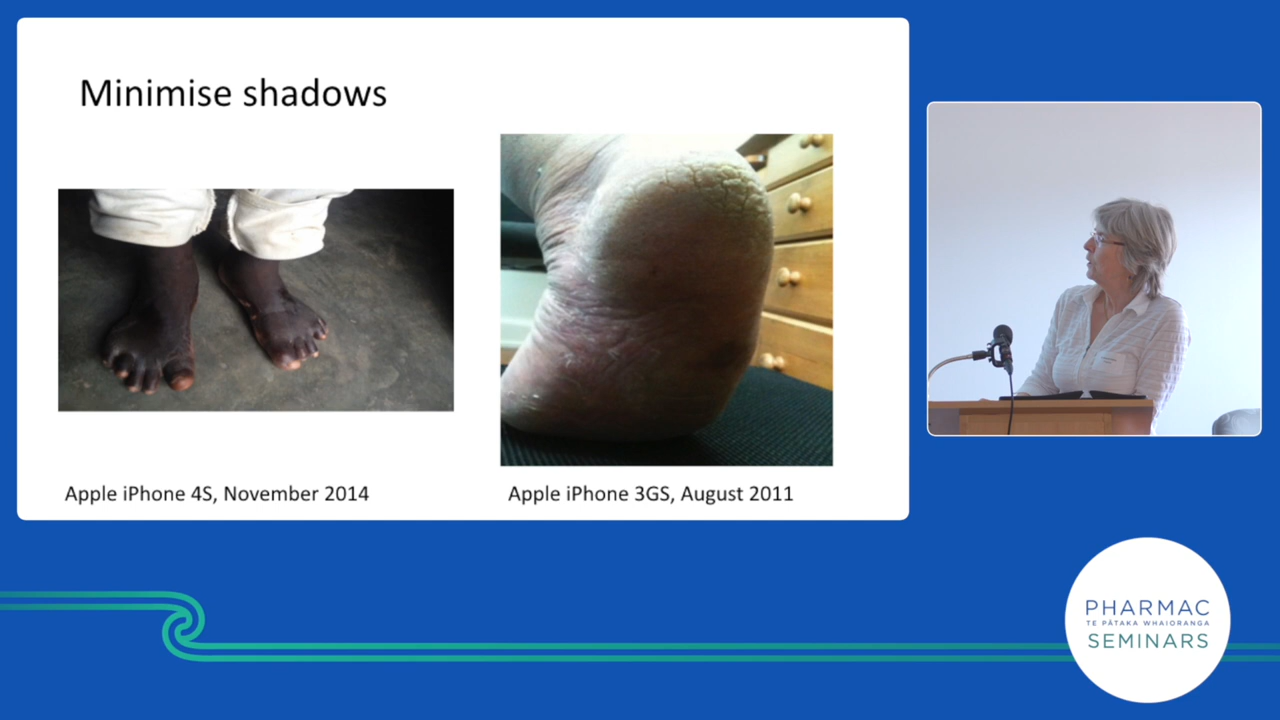 Minimise shadows
Apple iPhone 4S, November 2014
Apple iPhone 3GS, August 2011
PHARMAC
TE PĀTAKA WHAIORANGA
SEMINARS